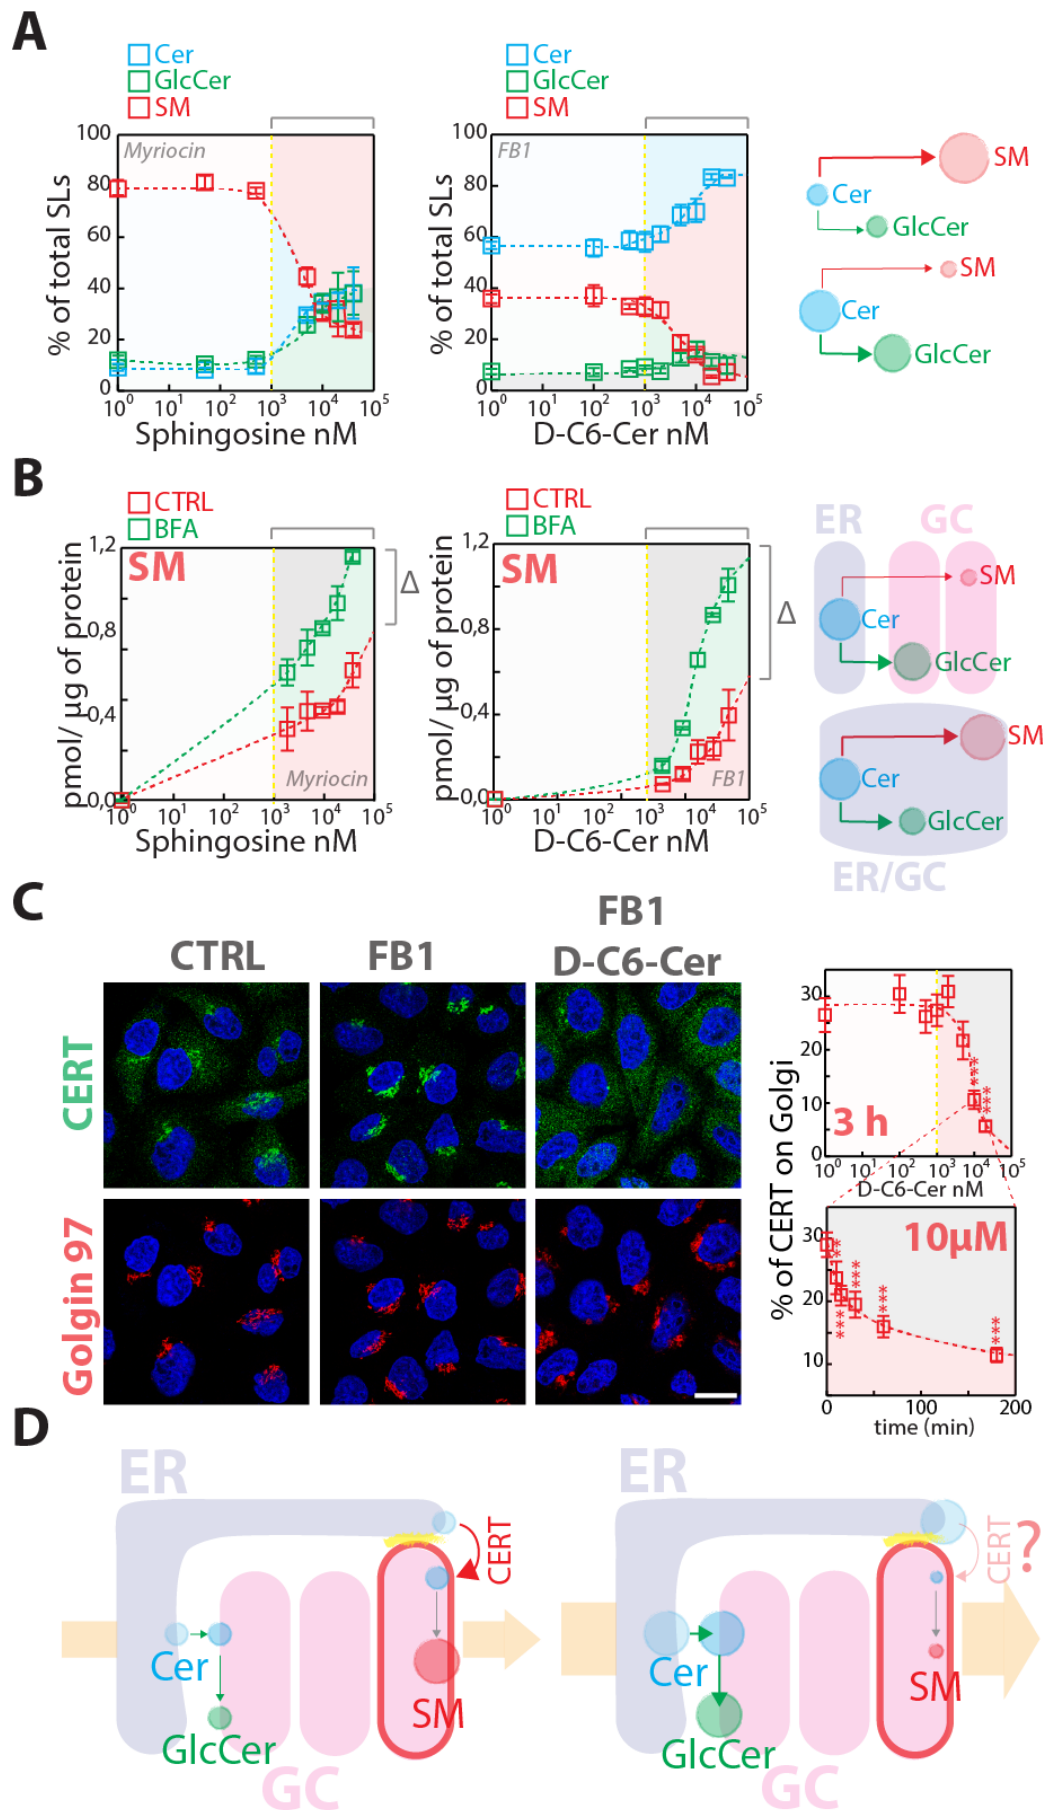 A
Cer
GlcCer
SM
Cer
GlcCer
SM
Myriocin
100
80
60
40
20
0
% of total SLs
10⁰ 10¹ 10² 10³ 10⁴ 10⁵
Sphingosine nM
FB1
100
80
60
40
20
0
% of total SLs
10⁰ 10¹ 10² 10³ 10⁴ 10⁵
D-C6-Cer nM
SM
Cer
GlcCer
SM
Cer
GlcCer
B
CTRL
BFA
SM
1,2
0,8
0,4
0,0
pmol/ µg of protein
Δ
Myriocin
10⁰ 10¹ 10² 10³ 10⁴ 10⁵
Sphingosine nM
CTRL
BFA
SM
1,2
0,8
0,4
0,0
pmol/ µg of protein
Δ
FB1
10⁰ 10¹ 10² 10³ 10⁴ 10⁵
D-C6-Cer nM
ER GC
SM
Cer
GlcCer
SM
Cer
GlcCer
ER/GC
C
CTRL
FB1
FB1
D-C6-Cer
CERT
Golgin 97
% of CERT on Golgi
30
20
10
0
3 h
***
***
10⁰ 10¹ 10² 10³ 10⁴ 10⁵
D-C6-Cer nM
10µM
30
20
10
0 100 200
time (min)
D
ER
CERT
Cer
SM
GlcCer
GC
ER
CERT
?
Cer
SM
GlcCer
GC